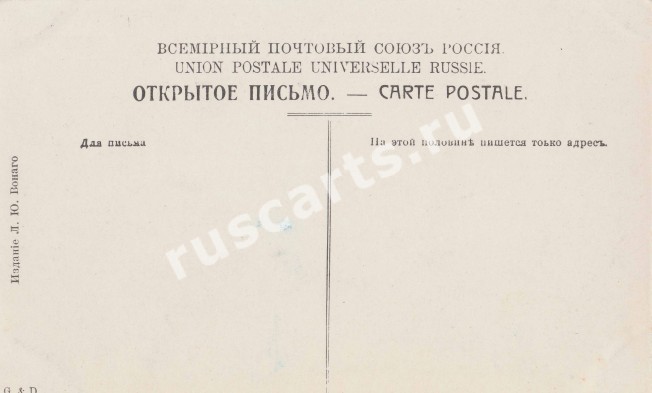 ВСЕМІРНЫЙ ПОЧТОВЫЙ СОЮЗЪ РОССІЯ.
UNION POSTALE UNIVERSELLE RUSSIE.
ОТКРЫТОЕ ПИСЬМО. — CARTE POSTALE.
Для письма
На этой половинѣ пишется тоько адресъ.
Изданіе Л. Ю. Вонаго
G. & D.
ruscarts.ru